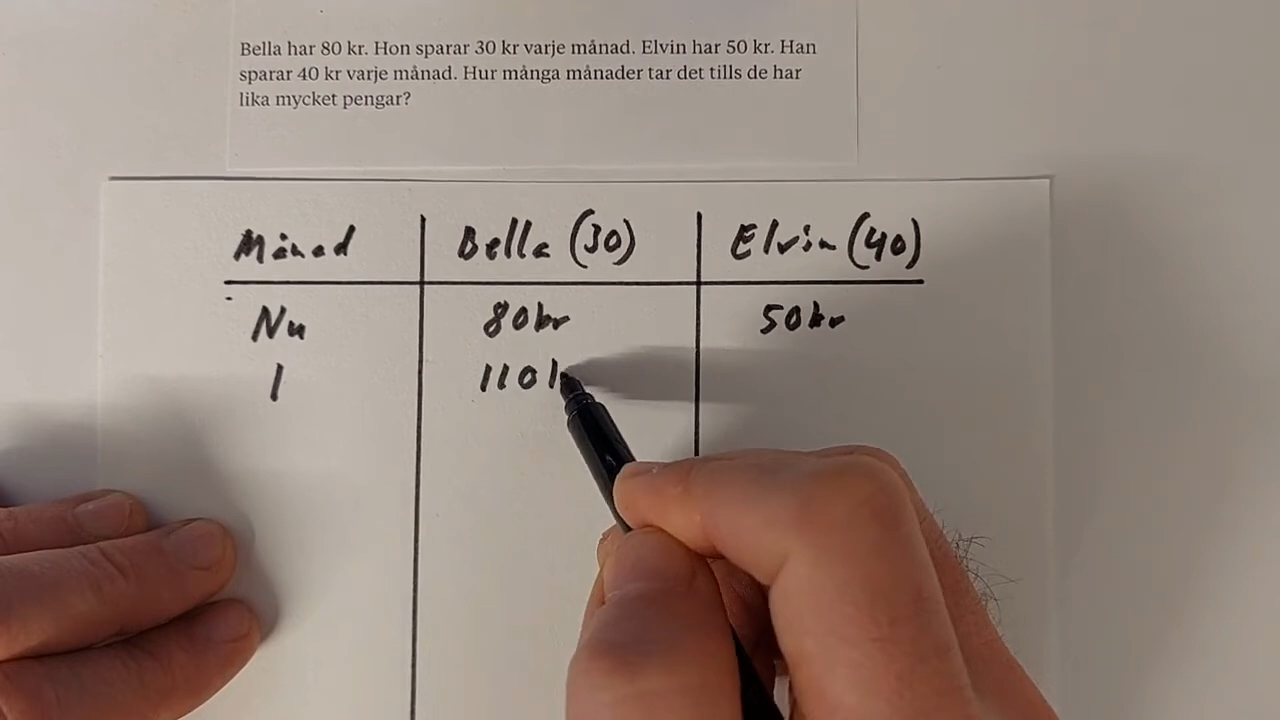 Bella har 80 kr. Hon sparar 30 kr varje månad. Elvin har 50 kr. Han
sparar 40 kr varje månad. Hur många månader tar det tills de har
lika mycket pengar?
Månad Bella (30) Elvin (40)
Nu 80kr 50kr
1 110 k